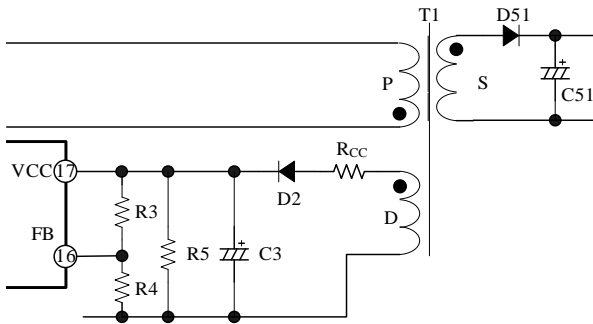 T1
D51
P
S
C51
VCC
17
RCC
D2
R3
FB
D
16
R5
C3
R4
+
+